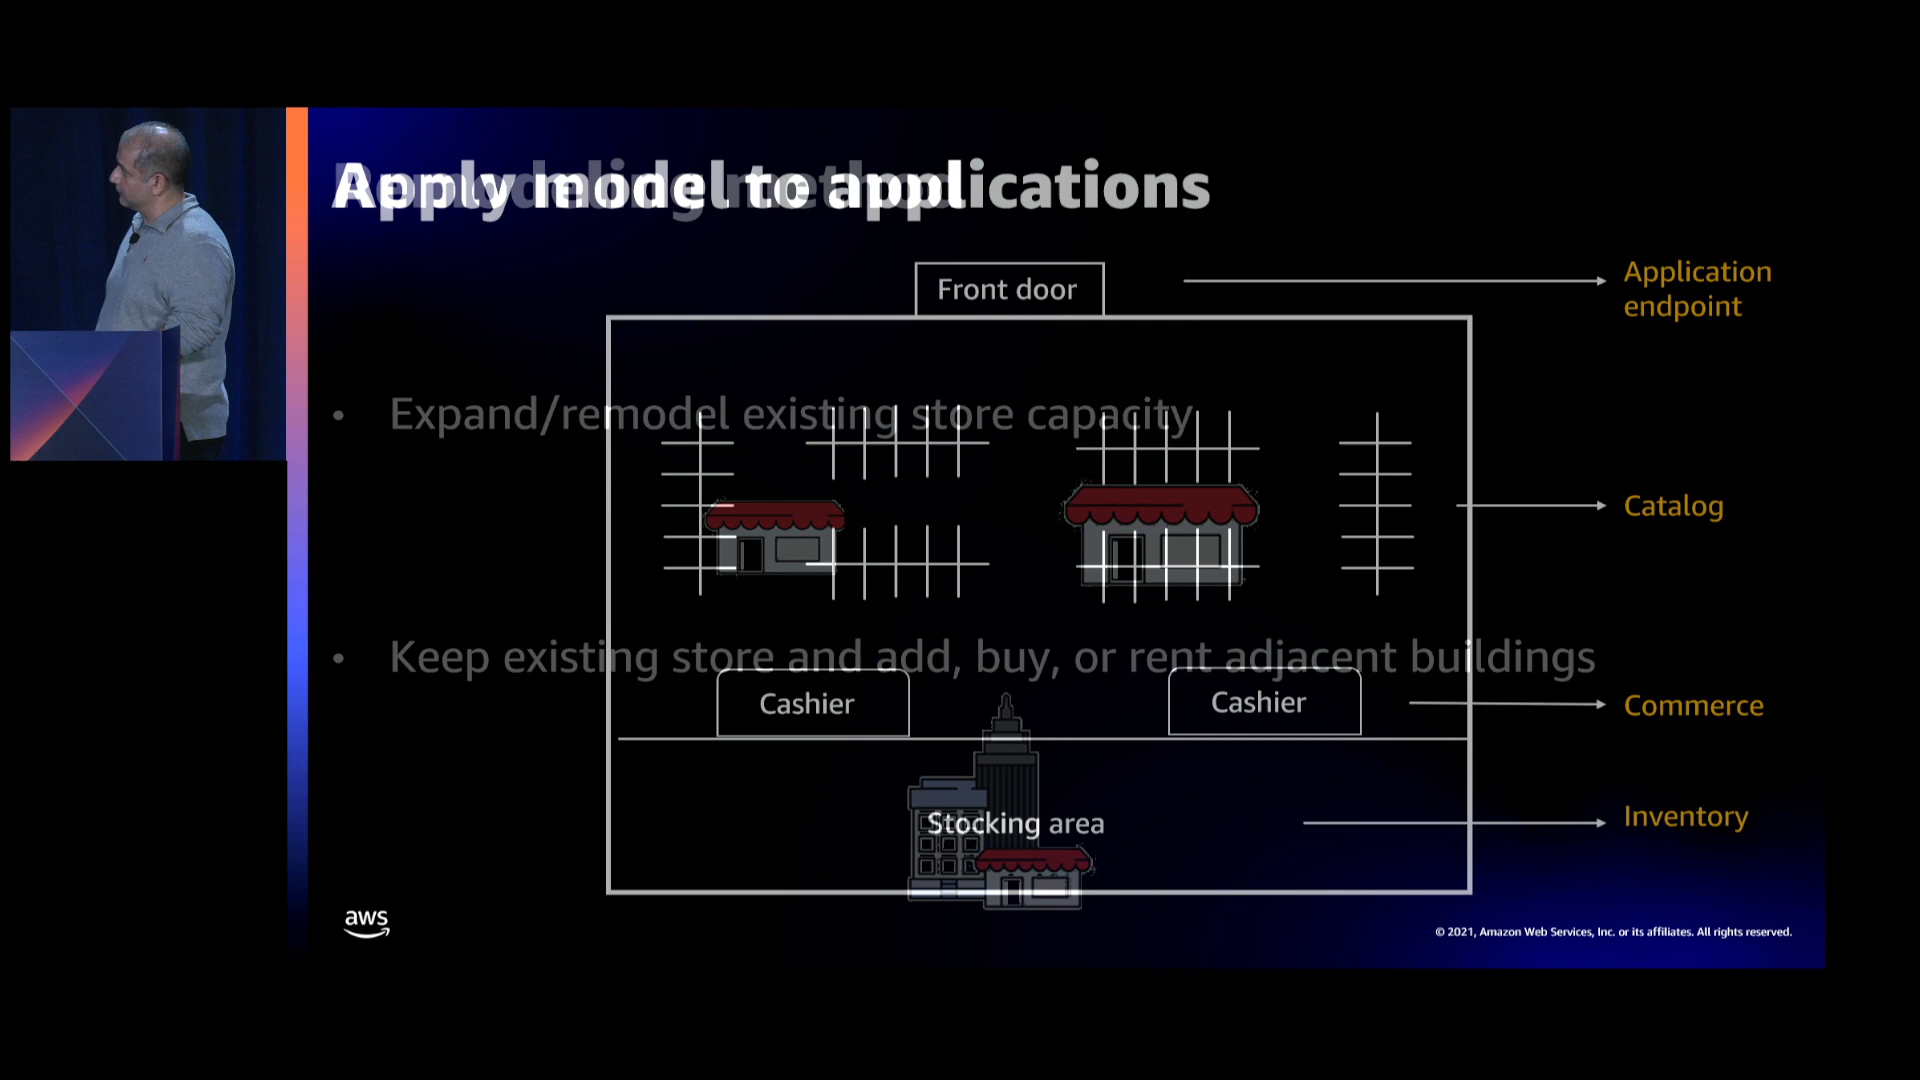 Apply model to applications
Remodeling method
Front door
Application
endpoint
Expand/remodel existing store capacity
Catalog
Keep existing store and add, buy, or rent adjacent buildings
Cashier
Cashier
Commerce
Stocking area
Inventory
aws
© 2021, Amazon Web Services, Inc. or its affiliates. All rights reserved.